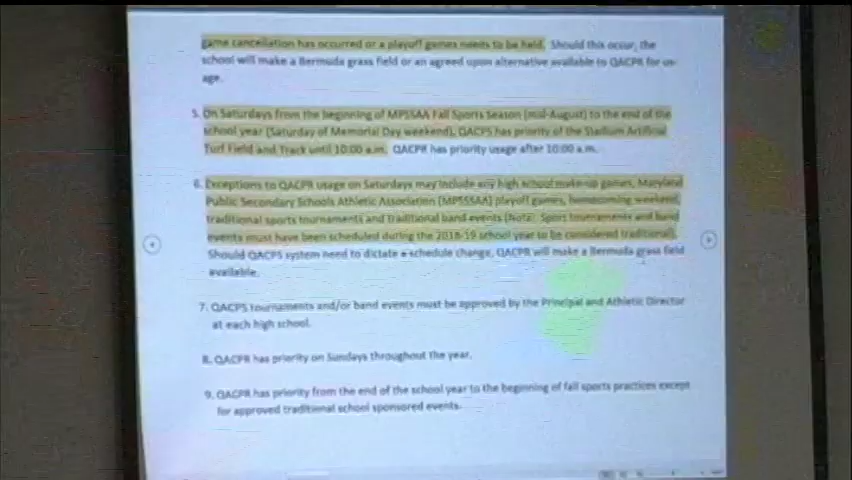 game cancellation has occurred or a playoff games needs to be held. Should this occur, the
school will make a Bermuda grass field or an agreed upon alternative available to QACPR for us-
age.
5. On Saturdays from the beginning of MPSSAA Fall Sports Season (mid-August) to the end of the
school year (Saturday of Memorial Day weekend), QACPS has priority of the Stadium Artificial
Turf Field and Track until 10:00 a.m. QACPR has priority usage after 10:00 a.m.
6. Exceptions to QACPR usage on Saturdays may include any high school make-up games, Maryland
Public Secondary Schools Athletic Association (MPSSSAA) playoff games, homecoming weekend,
traditional sports tournaments and traditional band events (Note: Sport tournaments and band
events must have been scheduled during the 2018-19 school year to be considered traditional).
Should QACPS system need to dictate a schedule change, QACPR will make a Bermuda grass field
available.
7. QACPS tournaments and/or band events must be approved by the Principal and Athletic Director
at each high school.
8. QACPR has priority on Sundays throughout the year.
9. QACPR has priority from the end of the school year to the beginning of fall sports practices except
for approved traditional school sponsored events.